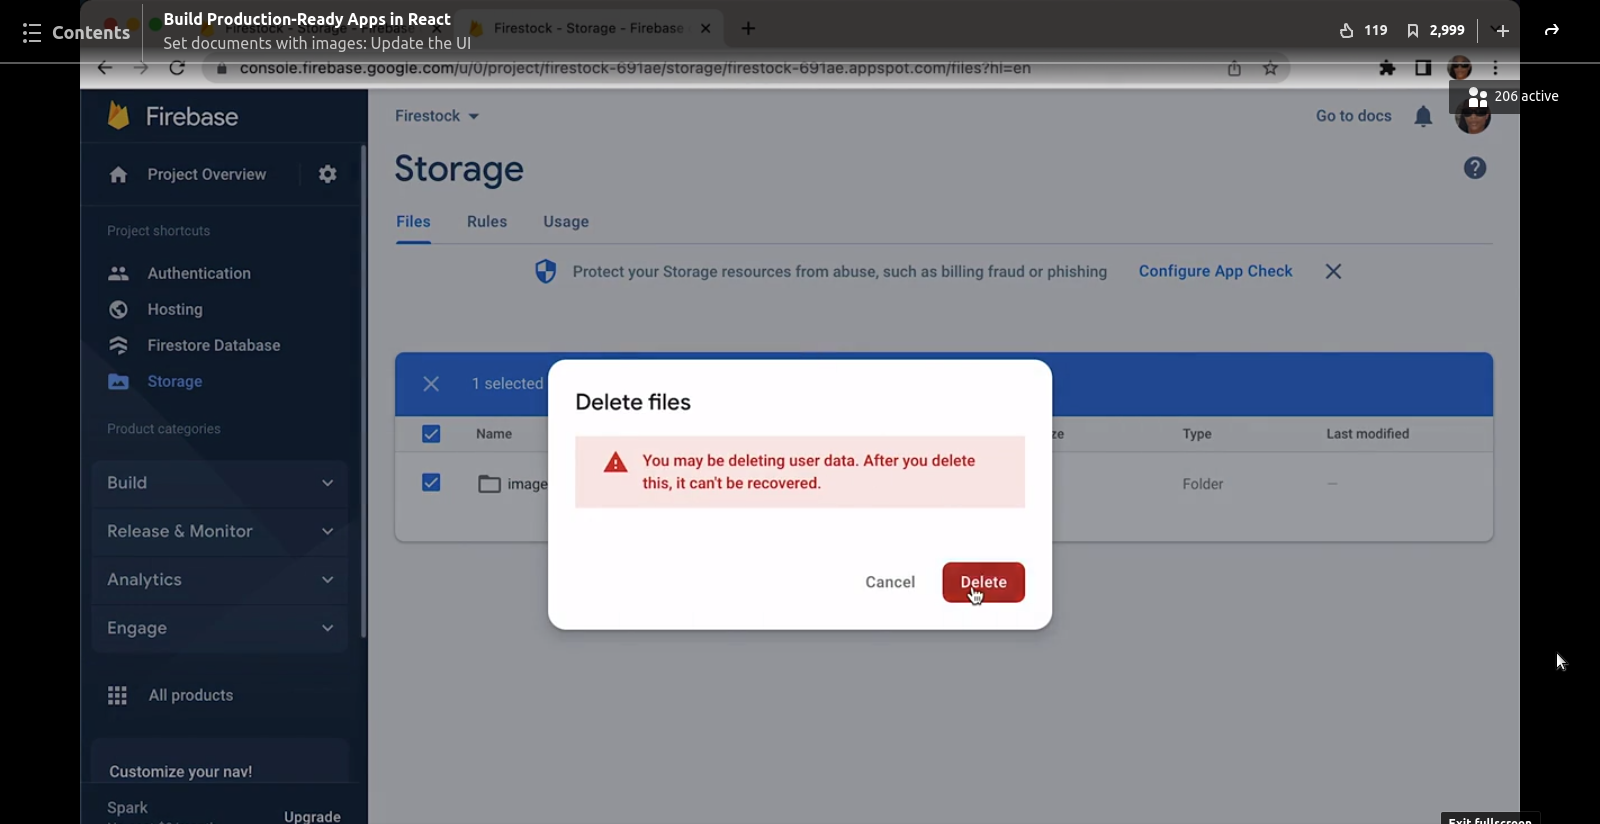 Contents
Build Production-Ready Apps in React
Set documents with images: Update the UI
Firestock - Storage - Firebase
Firestock - Storage - Firebase
119
2,999
console.firebase.google.com/u/0/project/firestock-691ae/storage/firestock-691ae.appspot.com/files?hl=en
206 active
Firebase
Firestock
Go to docs
Project Overview
Storage
Files
Rules
Usage
Project shortcuts
Protect your Storage resources from abuse, such as billing fraud or phishing
Configure App Check
Authentication
Hosting
Firestore Database
Storage
1 selected
Product categories
Name
ze
Type
Last modified
image
Folder
—
Build
Release & Monitor
Analytics
Engage
Delete files
You may be deleting user data. After you delete
this, it can't be recovered.
Cancel
Delete
All products
Customize your nav!
Spark
Upgrade
Exit fullscreen